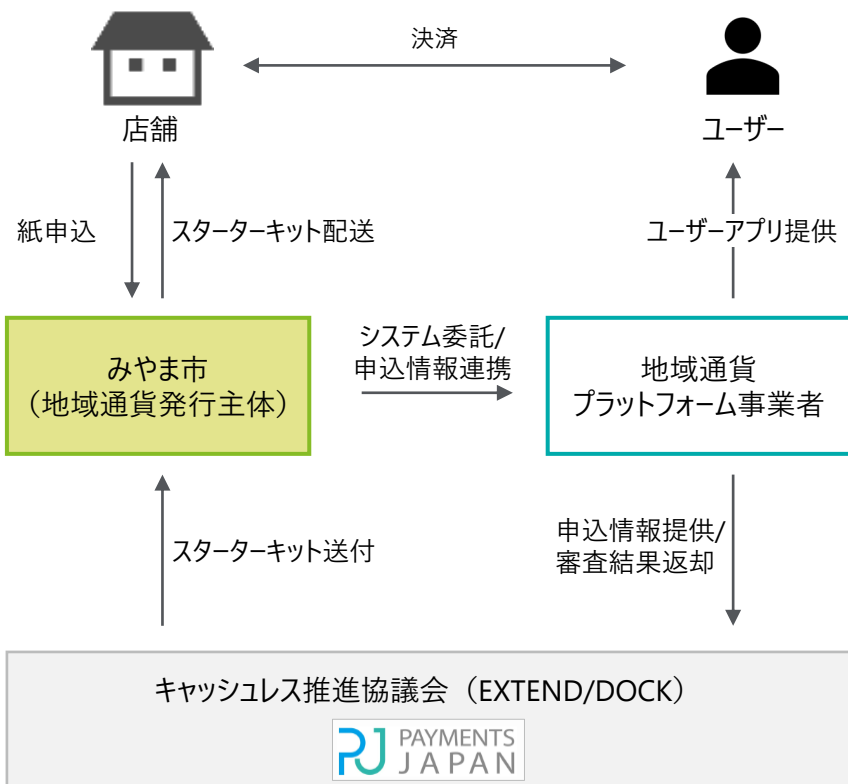 決済
店舗
ユーザー
紙申込
スターターキット配送
ユーザーアプリ提供
みやま市
（地域通貨発行主体）
システム委託/
申込情報連携
地域通貨
プラットフォーム事業者
スターターキット送付
申込情報提供/
審査結果返却
キャッシュレス推進協議会（EXTEND/DOCK）
PAYMENTS
JAPAN